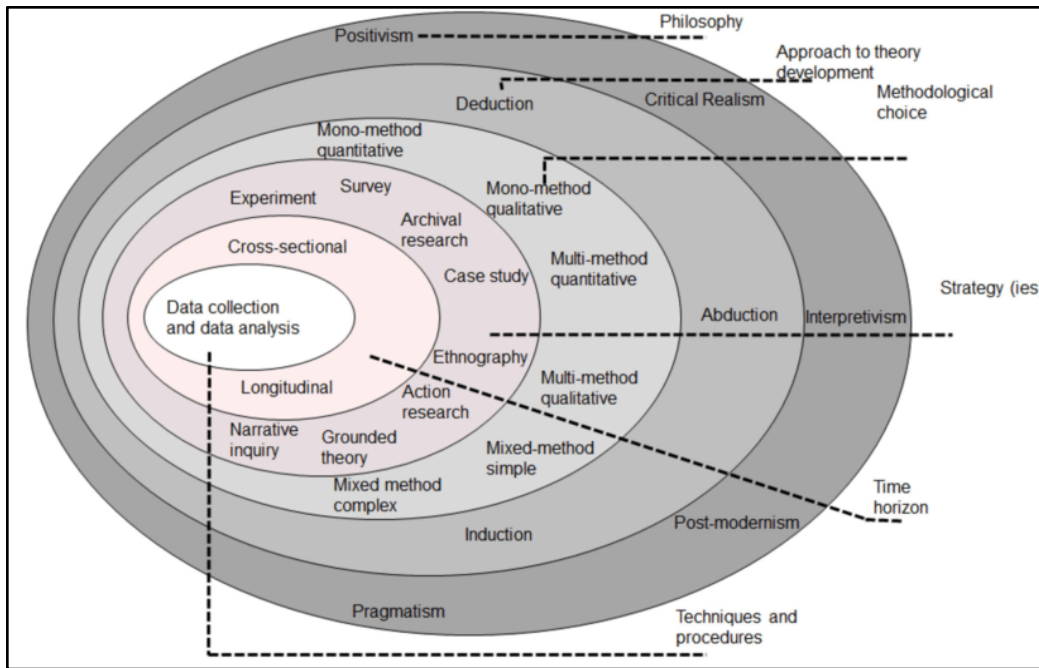 Philosophy
Positivism
Approach to theory
development
Deduction
Critical Realism
Methodological
choice
Mono-method
quantitative
Survey
Experiment
Mono-method
qualitative
Archival
research
Cross-sectional
Case study
Multi-method
quantitative
Strategy (ies
Data collection
and data analysis
Abduction
Interpretivism
Ethnography
Longitudinal
Action
research
Multi-method
qualitative
Narrative
inquiry
Grounded
theory
Mixed-method
simple
Mixed method
complex
Time
horizon
Post-modernism
Induction
Pragmatism
Techniques and
procedures